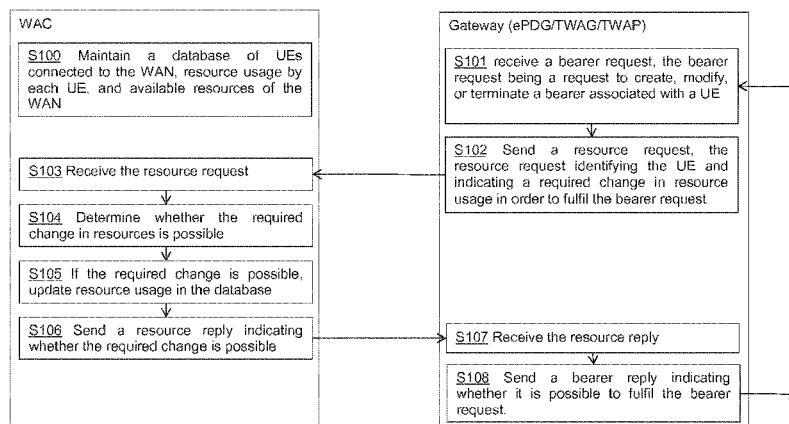 WAC
S100 Maintain a database of UEs
connected to the WAN, resource usage by
each UE, and available resources of the
WAN
S103 Receive the resource request
S104 Determine whether the required
change in resources is possible
S105 If the required change is possible,
update resource usage in the database
S106 Send a resource reply indicating
whether the required change is possible
Gateway (ePDG/TWAG/TWAP)
S101 receive a bearer request, the bearer
request being a request to create, modify,
or terminate a bearer associated with a UE
S102 Send a resource request, the
resource request identifying the UE and
indicating a required change in resource
usage in order to fulfil the bearer request
S107 Receive the resource reply
S108 Send a bearer reply indicating
whether it is possible to fulfil the bearer
request.